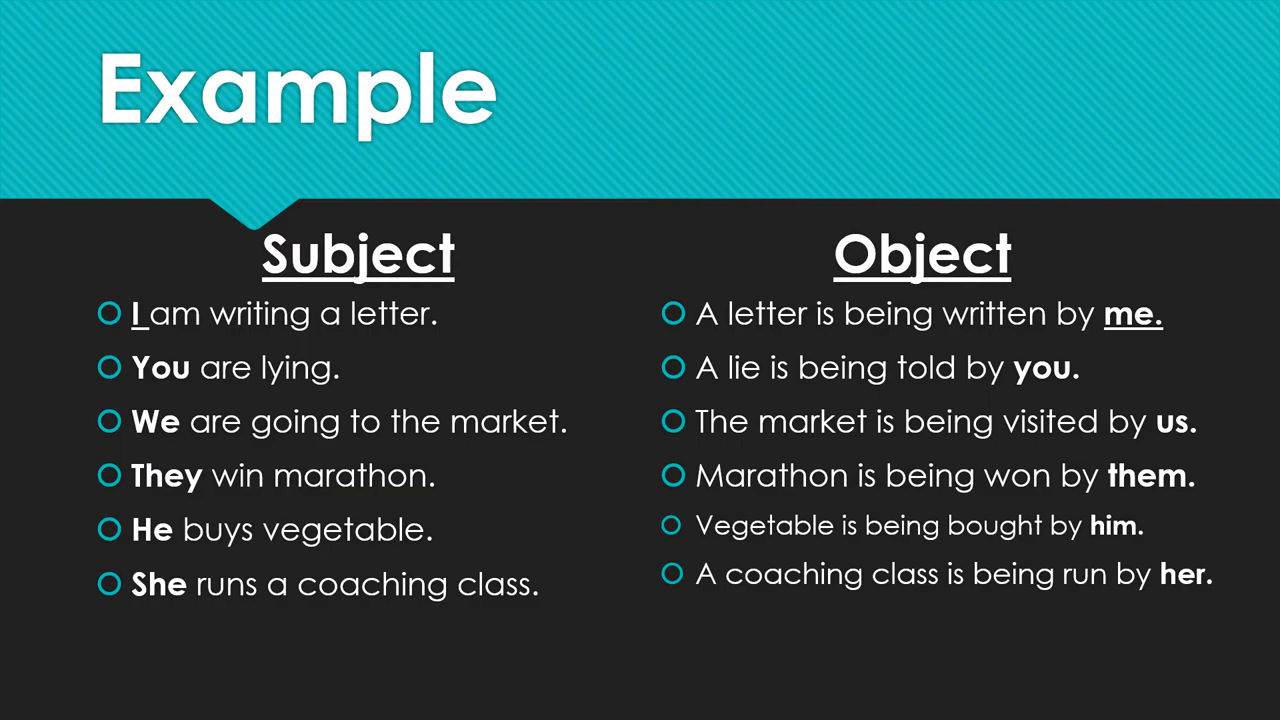 Example
Subject
I am writing a letter.
You are lying.
We are going to the market.
They win marathon.
He buys vegetable.
She runs a coaching class.
Object
A letter is being written by me.
A lie is being told by you.
The market is being visited by us.
Marathon is being won by them.
Vegetable is being bought by him.
A coaching class is being run by her.